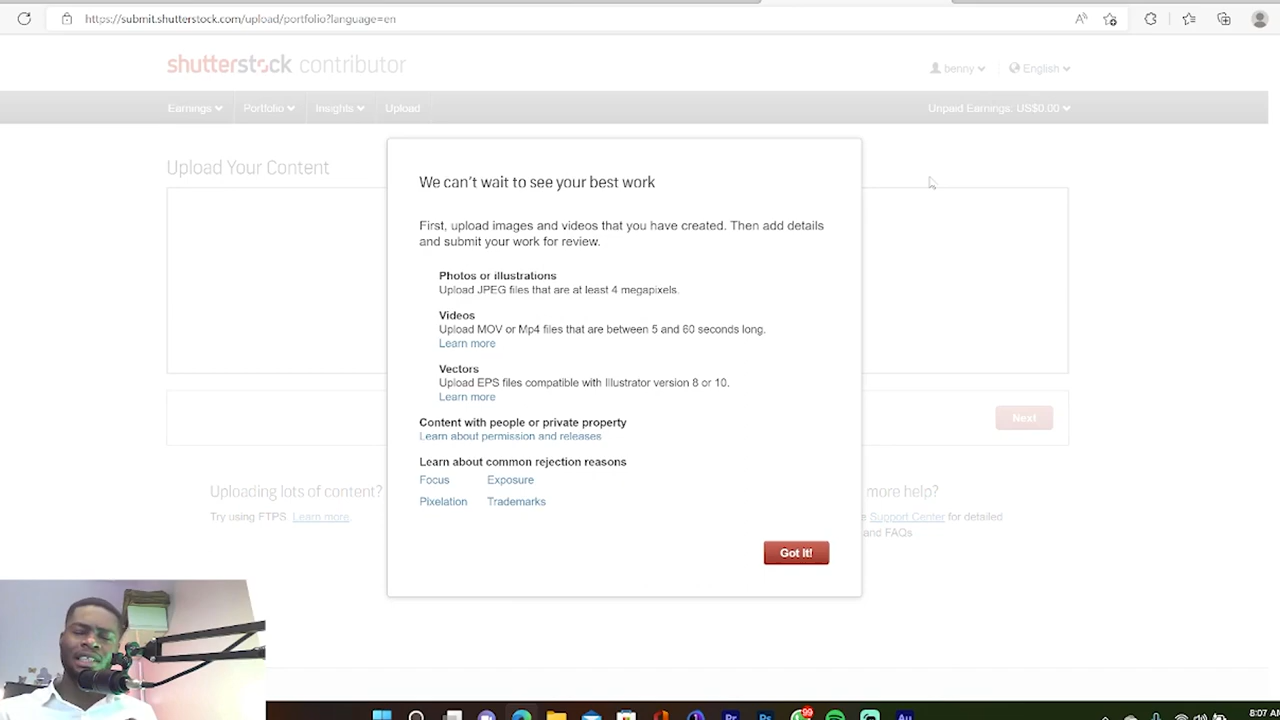 https://submit.shutterstock.com/upload/portfolio?language=en
shutterstock contributor
benny
English
Earnings
Portfolio
Insights
Upload
Unpaid Earnings: US$0.00
Upload Your Content
We can't wait to see your best work
First, upload images and videos that you have created. Then add details
and submit your work for review.
Photos or illustrations
Upload JPEG files that are at least 4 megapixels.
Videos
Upload MOV or Mp4 files that are between 5 and 60 seconds long.
Learn more
Vectors
Upload EPS files compatible with Illustrator version 8 or 10.
Learn more
Content with people or private property
Learn about permission and releases
Learn about common rejection reasons
Focus Exposure
Pixelation Trademarks
Got It!
Next
Uploading lots of content?
Try using FTPS. Learn more.
more help?
Support Center for detailed
and FAQs
99
Pr
Au
8:07 AM